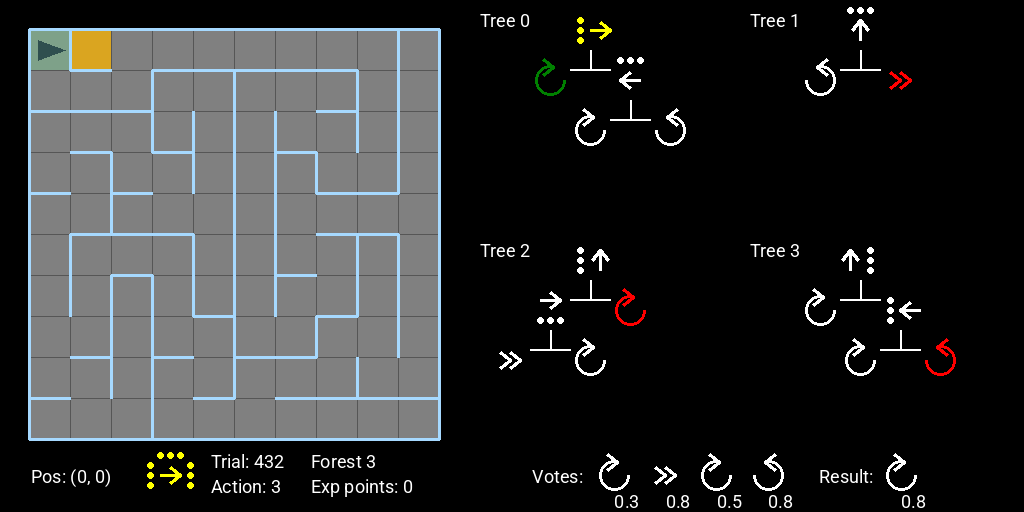 Tree 0
Tree 1
Tree 2
Tree 3
Pos: (0, 0)
Trial: 432
Forest 3
Action: 3
Exp points: 0
Votes:
0.3
0.8
0.5
0.8
Result:
0.8